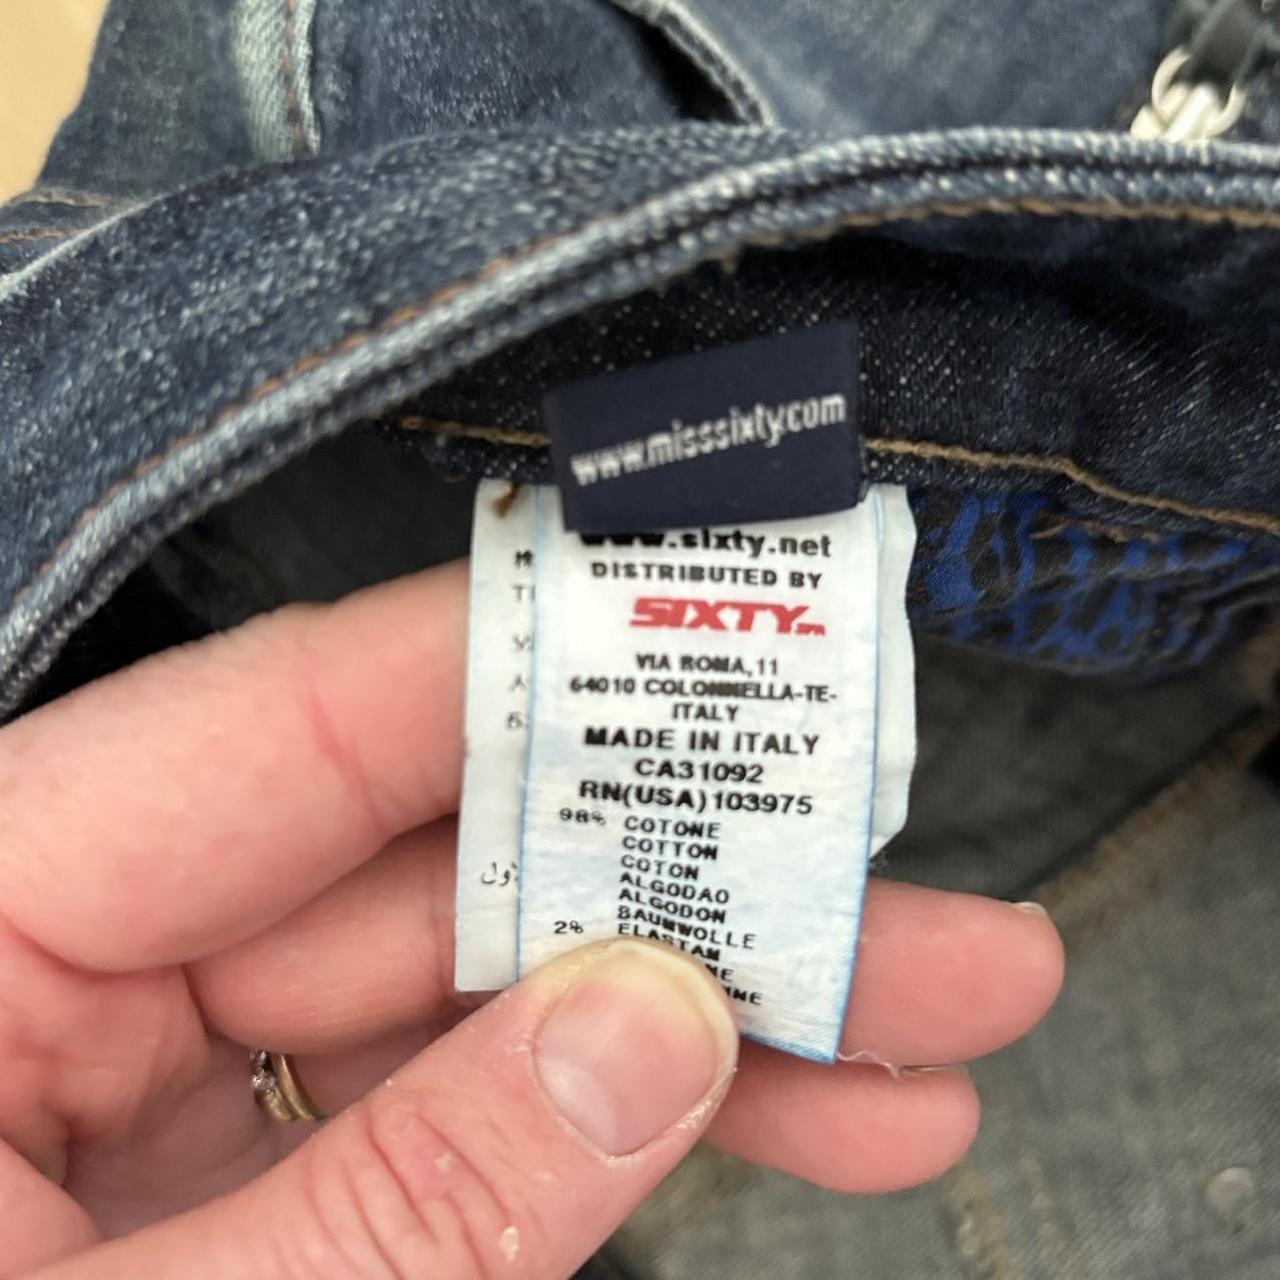 www.misssixty.com
www.sixty.net
DISTRIBUTED BY
SIXTY
VIA ROMA,11
64010 COLONNELLA-TE-
ITALY
MADE IN ITALY
CA31092
RN(USA)103975
98% COTONE
COTTON
COTON
ALGODAO
ALGODON
BAUMWOLLE
2% ELASTAM